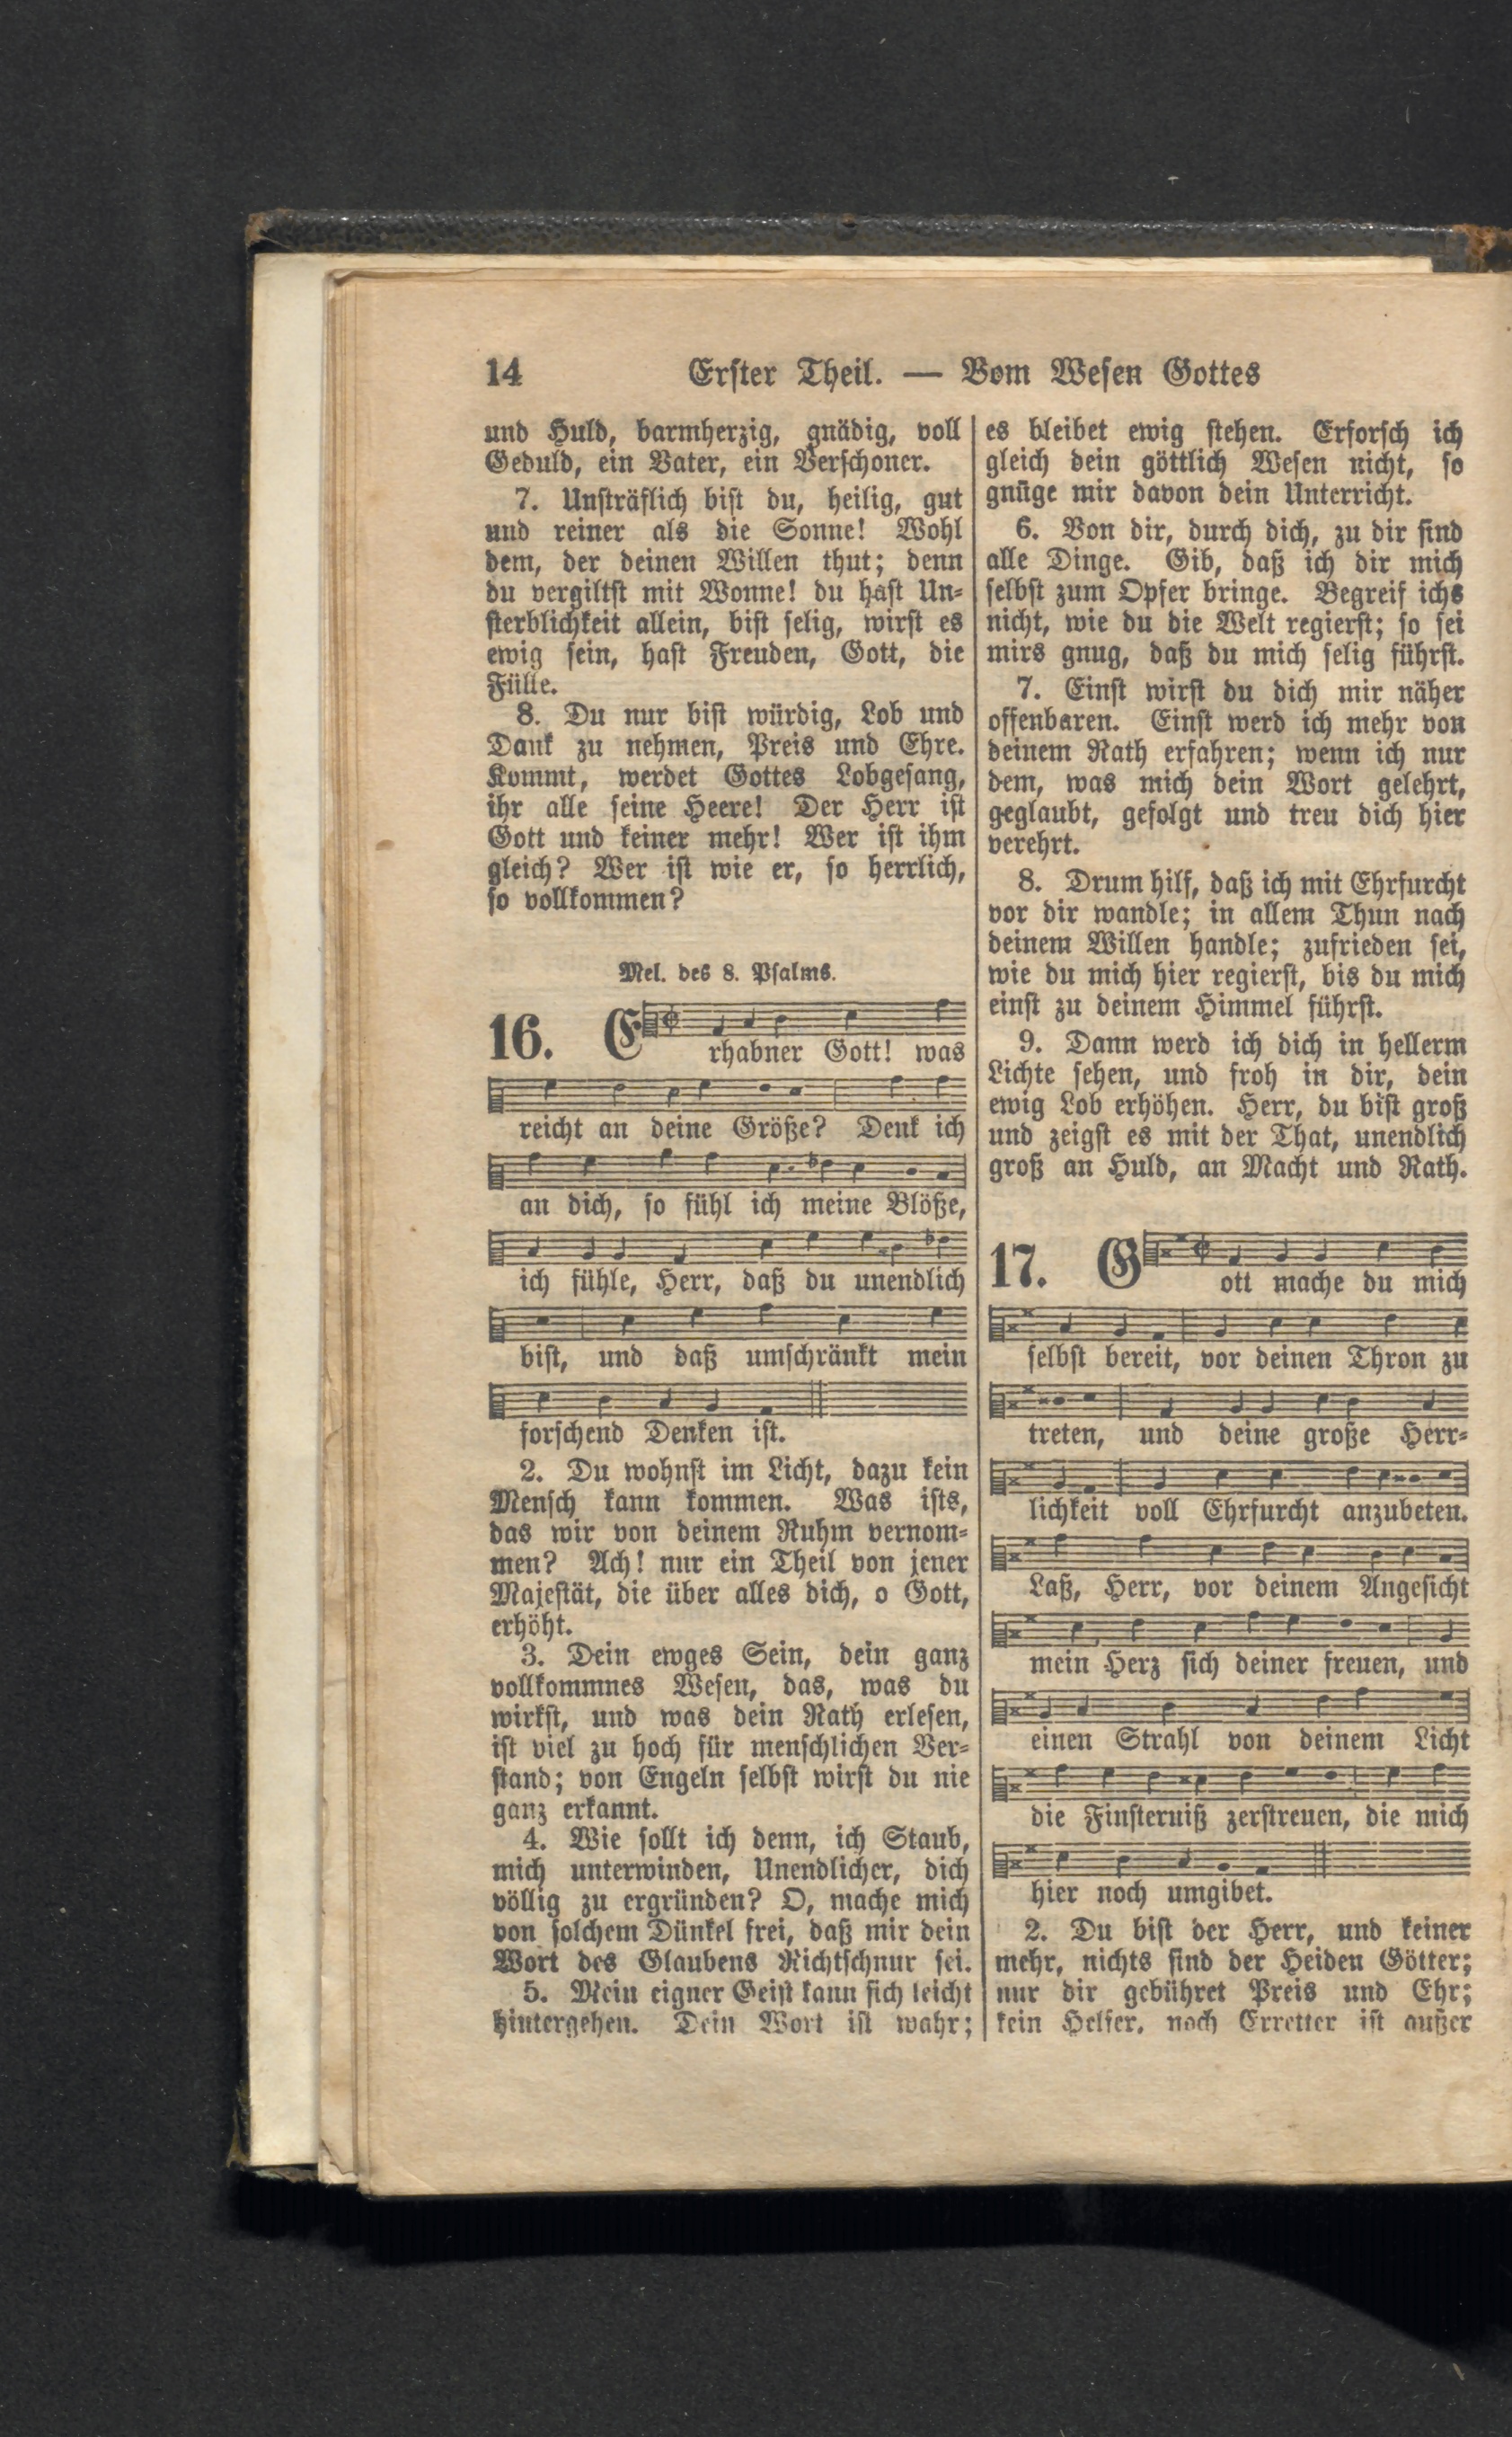 14 Erster Theil. — Vom Wesen Gottes
und Huld, barmherzig, gnädig, voll
Geduld, ein Vater, ein Verschoner.
7. Unsträflich bist du, heilig, gut
und reiner als die Sonne! Wohl
dem, der deinen Willen thut; denn
du vergiltst mit Wonne! du hast Un-
sterblichkeit allein, bist selig, wirst es
ewig sein, hast Freuden, Gott, die
Fülle.
8. Du nur bist würdig, Lob und
Dank zu nehmen, Preis und Ehre.
Kommt, werdet Gottes Lobgesang,
ihr alle seine Heere! Der Herr ist
Gott und keiner mehr! Wer ist ihm
gleich? Wer ist wie er, so herrlich,
so vollkommen?
Mel. des 8. Psalms.
16. Erhabner Gott! was
reicht an deine Größe? Denk ich
an dich, so fühl ich meine Blöße,
ich fühle, Herr, daß du unendlich
bist, und daß umschränkt mein
forschend Denken ist.
2. Du wohnst im Licht, dazu kein
Mensch kann kommen. Was ists,
das wir von deinem Ruhm vernom-
men? Ach! nur ein Theil von jener
Majestät, die über alles dich, o Gott,
erhöht.
3. Dein ewges Sein, dein ganz
vollkommnes Wesen, das, was du
wirkst, und was dein Rath erlesen,
ist viel zu hoch für menschlichen Ver-
stand; von Engeln selbst wirst du nie
ganz erkannt.
4. Wie sollt ich denn, ich Staub,
mich unterwinden, Unendlicher, dich
völlig zu ergründen? O, mache mich
von solchem Dünkel frei, daß mir dein
Wort des Glaubens Richtschnur sei.
5. Mein eigner Geist kann sich leicht
hintergehen. Dein Wort ist wahr;
es bleibet ewig stehen. Erforsch ich
gleich dein göttlich Wesen nicht, so
gnüge mir davon dein Unterricht.
6. Von dir, durch dich, zu dir sind
alle Dinge. Gib, daß ich dir mich
selbst zum Opfer bringe. Begreif ichs
nicht, wie du die Welt regierst; so sei
mirs gnug, daß du mich selig führst.
7. Einst wirst du dich mir näher
offenbaren. Einst werd ich mehr von
deinem Rath erfahren; wenn ich nur
dem, was mich dein Wort gelehrt,
geglaubt, gefolgt und treu dich hier
verehrt.
8. Drum hilf, daß ich mit Ehrfurcht
vor dir wandle; in allem Thun nach
deinem Willen handle; zufrieden sei,
wie du mich hier regierst, bis du mich
einst zu deinem Himmel führst.
9. Dann werd ich dich in hellerm
Lichte sehen, und froh in dir, dein
ewig Lob erhöhen. Herr, du bist groß
und zeigst es mit der That, unendlich
groß an Huld, an Macht und Rath.
17. Gott mache du mich
selbst bereit, vor deinen Thron zu
treten, und deine große Herr-
lichkeit voll Ehrfurcht anzubeten.
Laß, Herr, vor deinem Angesicht
mein Herz sich deiner freuen, und
einen Strahl von deinem Licht
die Finsterniß zerstreuen, die mich
hier noch umgibet.
2. Du bist der Herr, und keiner
mehr, nichts sind der Heiden Götter;
nur dir gebühret Preis und Ehr;
kein Helfer, noch Erretter ist außer